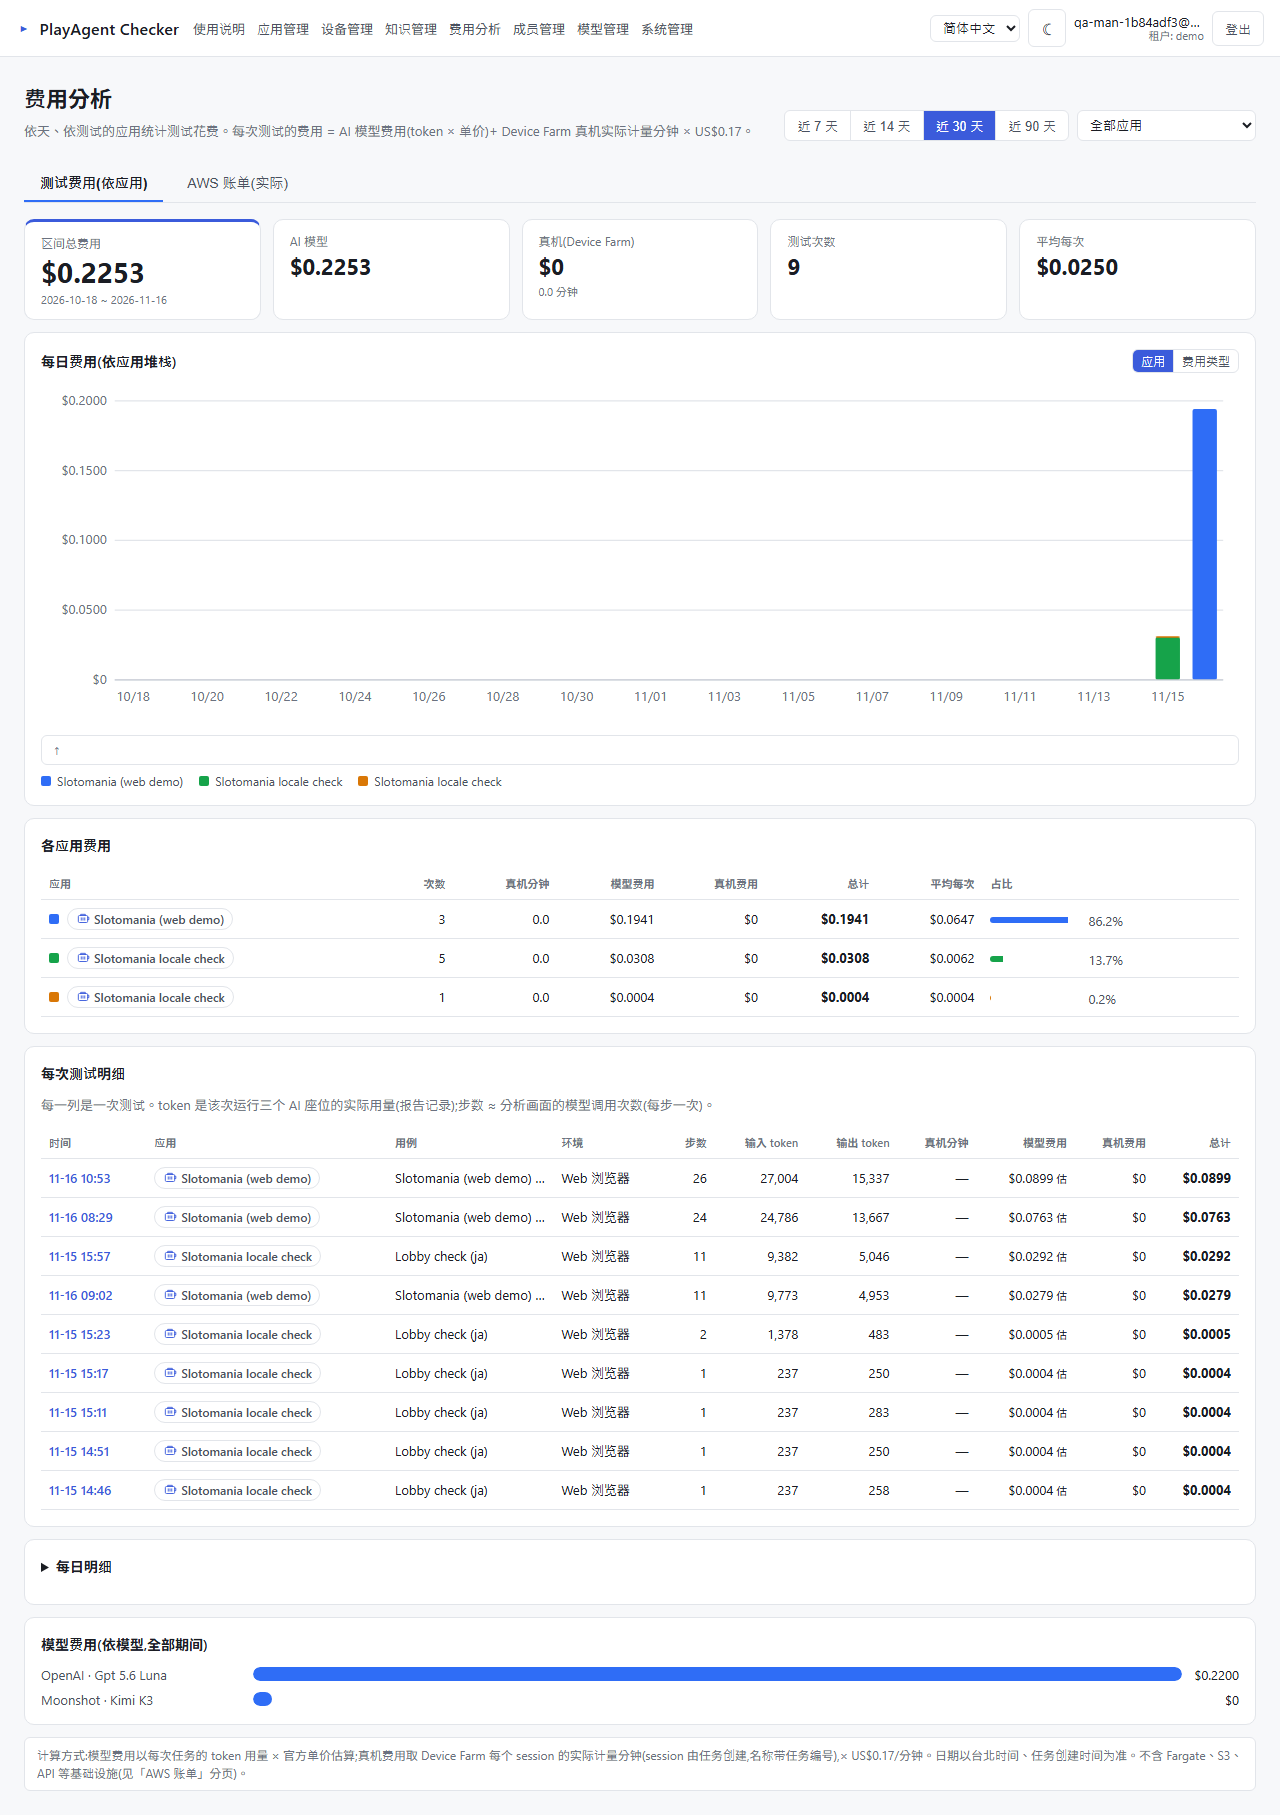 PlayAgent Checker 使用说明 应用管理 设备管理 知识管理 费用分析 成员管理 模型管理 系统管理 简体中文 qa-man-1b84adf3@... 登出
租户: demo
费用分析
依天、依测试的应用统计测试花费。每次测试的费用 = AI 模型费用(token × 单价)+ Device Farm 真机实际计量分钟 × US$0.17。
近 7 天 近 14 天 近 30 天 近 90 天 全部应用
测试费用(依应用) AWS 账单(实际)
区间总费用
$0.2253
2026-10-18 ~ 2026-11-16
AI 模型
$0.2253
真机(Device Farm)
$0
0.0 分钟
测试次数
9
平均每次
$0.0250
每日费用(依应用堆栈) 应用 费用类型
$0.2000
$0.1500
$0.1000
$0.0500
$0
10/18 10/20 10/22 10/24 10/26 10/28 10/30 11/01 11/03 11/05 11/07 11/09 11/11 11/13 11/15
↑
Slotomania (web demo) Slotomania locale check Slotomania locale check
各应用费用
应用 次数 真机分钟 模型费用 真机费用 总计 平均每次 占比
Slotomania (web demo) 3 0.0 $0.1941 $0 $0.1941 $0.0647 86.2%
Slotomania locale check 5 0.0 $0.0308 $0 $0.0308 $0.0062 13.7%
Slotomania locale check 1 0.0 $0.0004 $0 $0.0004 $0.0004 0.2%
每次测试明细
每一列是一次测试。token 是该次运行三个 AI 座位的实际用量(报告记录);步数 ≈ 分析画面的模型调用次数(每步一次)。
时间 应用 用例 环境 步数 输入 token 输出 token 真机分钟 模型费用 真机费用 总计
11-16 10:53 Slotomania (web demo) Slotomania (web demo) ... Web 浏览器 26 27,004 15,337 — $0.0899 估 $0 $0.0899
11-16 08:29 Slotomania (web demo) Slotomania (web demo) ... Web 浏览器 24 24,786 13,667 — $0.0763 估 $0 $0.0763
11-15 15:57 Slotomania locale check Lobby check (ja) Web 浏览器 11 9,382 5,046 — $0.0292 估 $0 $0.0292
11-16 09:02 Slotomania (web demo) Slotomania (web demo) ... Web 浏览器 11 9,773 4,953 — $0.0279 估 $0 $0.0279
11-15 15:23 Slotomania locale check Lobby check (ja) Web 浏览器 2 1,378 483 — $0.0005 估 $0 $0.0005
11-15 15:17 Slotomania locale check Lobby check (ja) Web 浏览器 1 237 250 — $0.0004 估 $0 $0.0004
11-15 15:11 Slotomania locale check Lobby check (ja) Web 浏览器 1 237 283 — $0.0004 估 $0 $0.0004
11-15 14:51 Slotomania locale check Lobby check (ja) Web 浏览器 1 237 250 — $0.0004 估 $0 $0.0004
11-15 14:46 Slotomania locale check Lobby check (ja) Web 浏览器 1 237 258 — $0.0004 估 $0 $0.0004
每日明细
模型费用(依模型,全部期间)
OpenAI · Gpt 5.6 Luna $0.2200
Moonshot · Kimi K3 $0
计算方式:模型费用以每次任务的 token 用量 × 官方单价估算;真机费用取 Device Farm 每个 session 的实际计量分钟(session 由任务创建,名称带任务编号),× US$0.17/分钟。日期以台北时间、任务创建时间为准。不含 Fargate、S3、
API 等基础设施(见「AWS 账单」分页)。